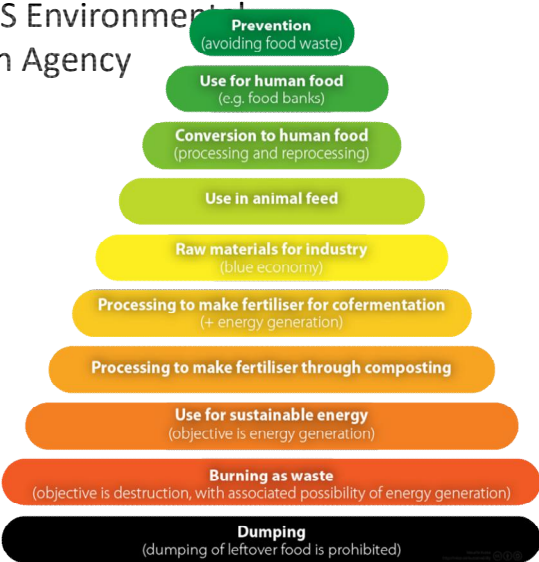 S Environmental
n Agency
Prevention
(avoiding food waste)
Use for human food
(e.g. food banks)
Conversion to human food
(processing and reprocessing)
Use in animal feed
Raw materials for industry
(blue economy)
Processing to make fertiliser for cofermentation
(+ energy generation)
Processing to make fertiliser through composting
Use for sustainable energy
(objective is energy generation)
Burning as waste
(objective is destruction, with associated possibility of energy generation)
Dumping
(dumping of leftover food is prohibited)